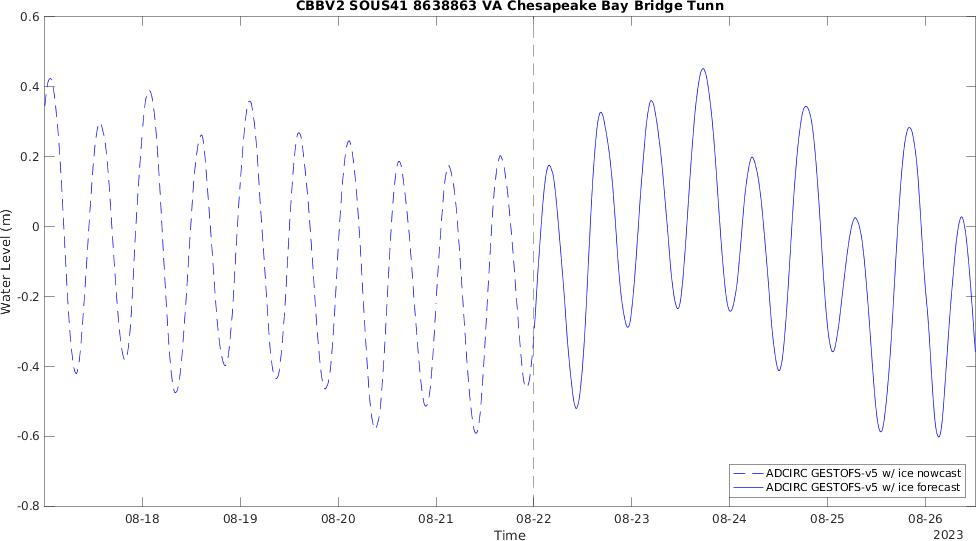 CBBV2 SOUS41 8638863 VA Chesapeake Bay Bridge Tunn
0.6
0.4
0.2
0
-0.2
-0.4
-0.6
-0.8
Water Level (m)
08-18 08-19 08-20 08-21 08-22 08-23 08-24 08-25 08-26
Time
2023
ADCIRC GESTOFS-v5 w/ ice nowcast
ADCIRC GESTOFS-v5 w/ ice forecast